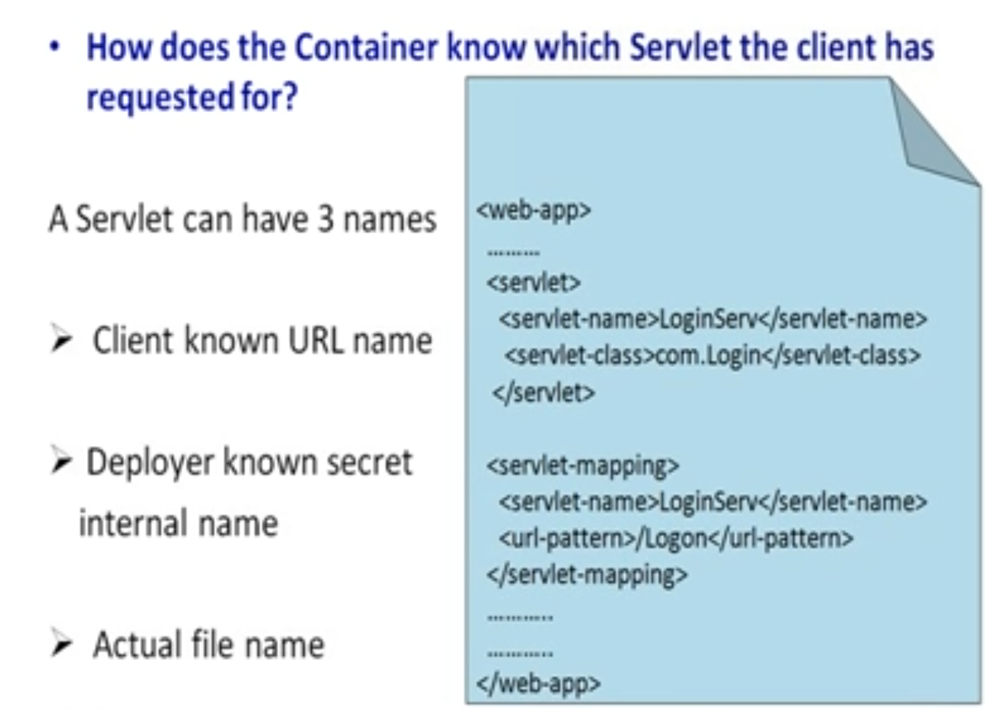 • How does the Container know which Servlet the client has
requested for?
A Servlet can have 3 names
➢ Client known URL name
➢ Deployer known secret
internal name
➢ Actual file name
<web-app>
..........
<servlet>
<servlet-name>LoginServ</servlet-name>
<servlet-class>com.Login</servlet-class>
</servlet>
<servlet-mapping>
<servlet-name>LoginServ</servlet-name>
<url-pattern>/Logon</url-pattern>
</servlet-mapping>
............
............
</web-app>